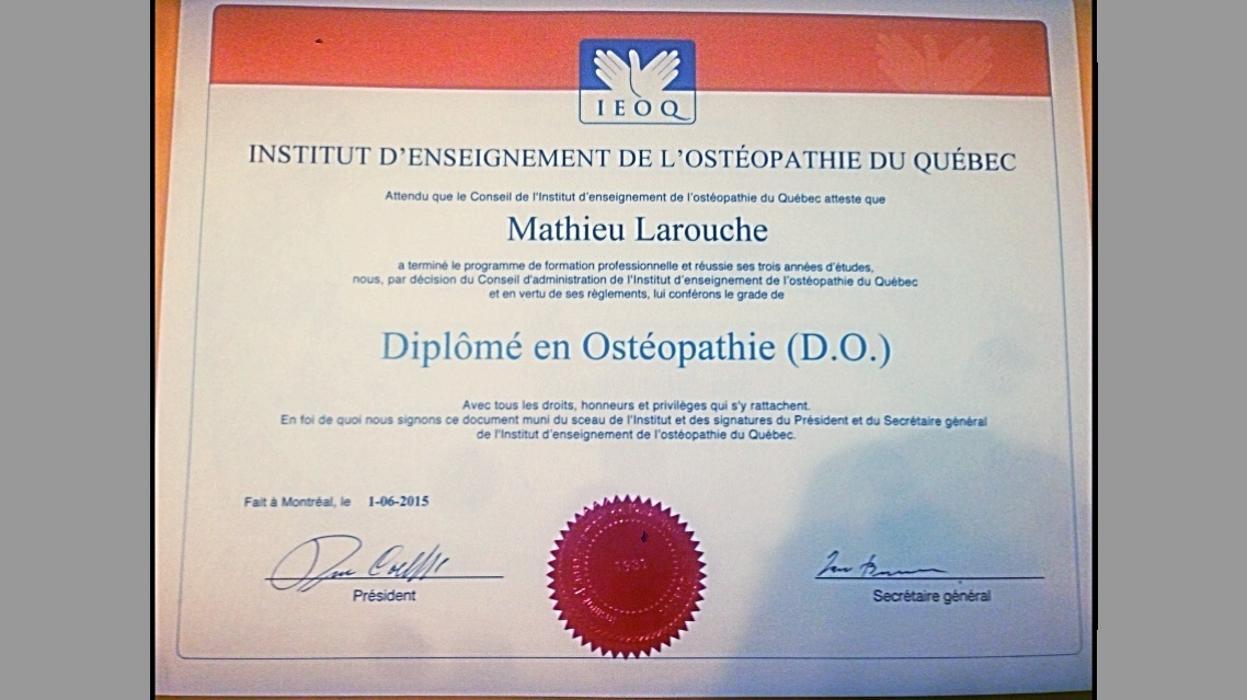 IEOQ
INSTITUT D'ENSEIGNEMENT DE L'OSTÉOPATHIE DU QUÉBEC
Attendu que le Conseil de l'Institut d'enseignement de l'ostéopathie du Québec atteste que
Mathieu Larouche
a terminé le programme de formation professionnelle et réussie ses trois années d'études,
nous, par décision du Conseil d'administration de l'Institut d'enseignement de l'ostéopathie du Québec
et en vertu de ses règlements, lui conférons le grade de
Diplômé en Ostéopathie (D.O.)
Avec tous les droits, honneurs et privilèges qui s'y rattachent.
En foi de quoi nous signons ce document muni du sceau de l'Institut et des signatures du Président et du Secrétaire général
de l'Institut d'enseignement de l'ostéopathie du Québec.
Fait à Montréal, le 1-06-2015
Président
Secrétaire général